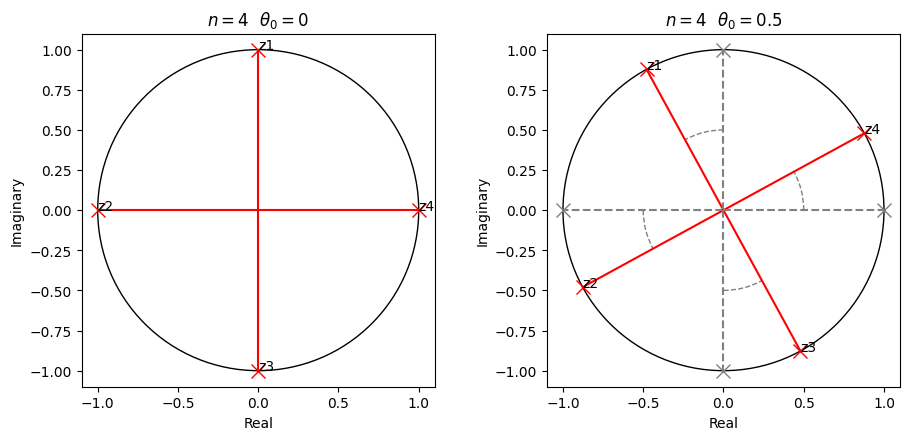 n = 4 θ₀ = 0
1.00
0.75
0.50
0.25
0.00
−0.25
−0.50
−0.75
−1.00
Imaginary
z1
z2
z4
z3
−1.0 −0.5 0.0 0.5 1.0
Real
n = 4 θ₀ = 0.5
1.00
0.75
0.50
0.25
0.00
−0.25
−0.50
−0.75
−1.00
Imaginary
z1
z4
z2
z3
−1.0 −0.5 0.0 0.5 1.0
Real